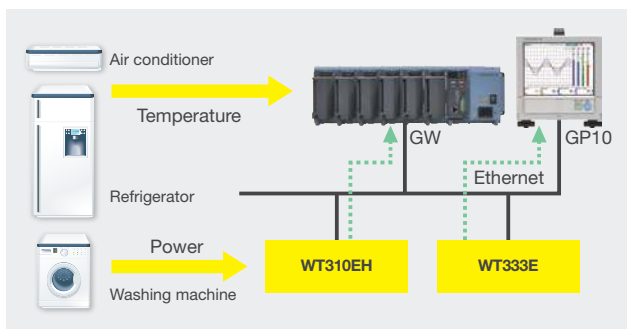 Air conditioner
Temperature
GW
GP10
Ethernet
Refrigerator
Power
WT310EH
WT333E
Washing machine